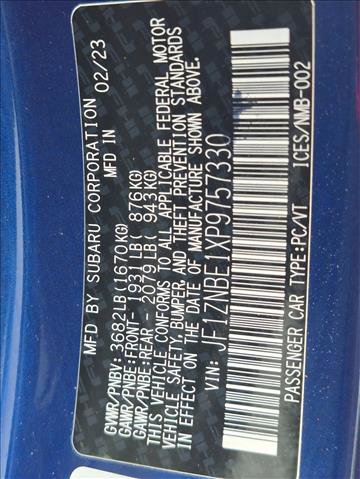 MFD BY SUBARU CORPORATION
MFD IN 02/23
GVWR/PNBV: 3682LB(1670KG)
GAWR/PNBE:FRONT- 1931LB( 876KG)
GAWR/PNBE:REAR - 2079LB( 943KG)
THIS VEHICLE CONFORMS TO ALL APPLICABLE FEDERAL MOTOR
VEHICLE SAFETY,BUMPER,AND THEFT PREVENTION STANDARDS
IN EFFECT ON THE DATE OF MANUFACTURE SHOWN ABOVE.
VIN: JF1ZNBE1XP9757330
PASSENGER CAR TYPE:PC/VT ICES/NMB-002